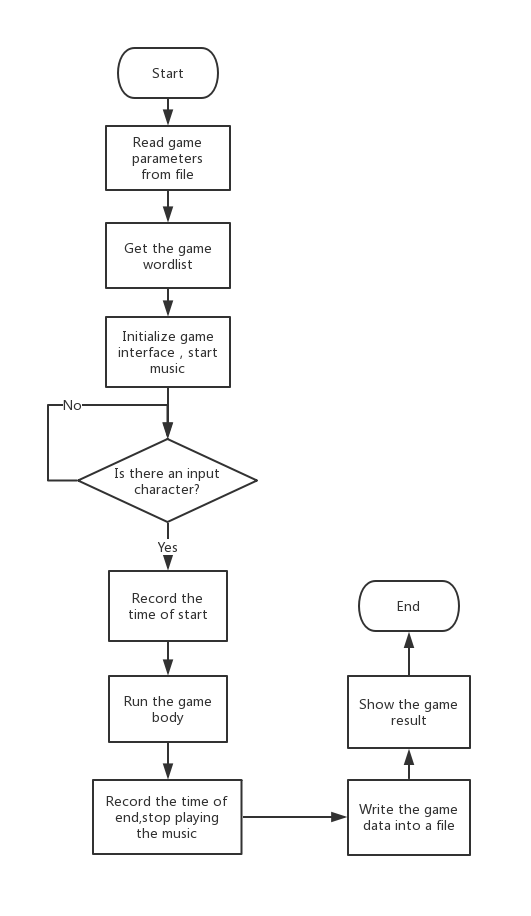 Start
Read game
parameters
from file
Get the game
wordlist
Initialize game
interface , start
music
No
Is there an input
character?
Yes
Record the
time of start
Run the game
body
Record the time of
end,stop playing
the music
Write the game
data into a file
Show the game
result
End